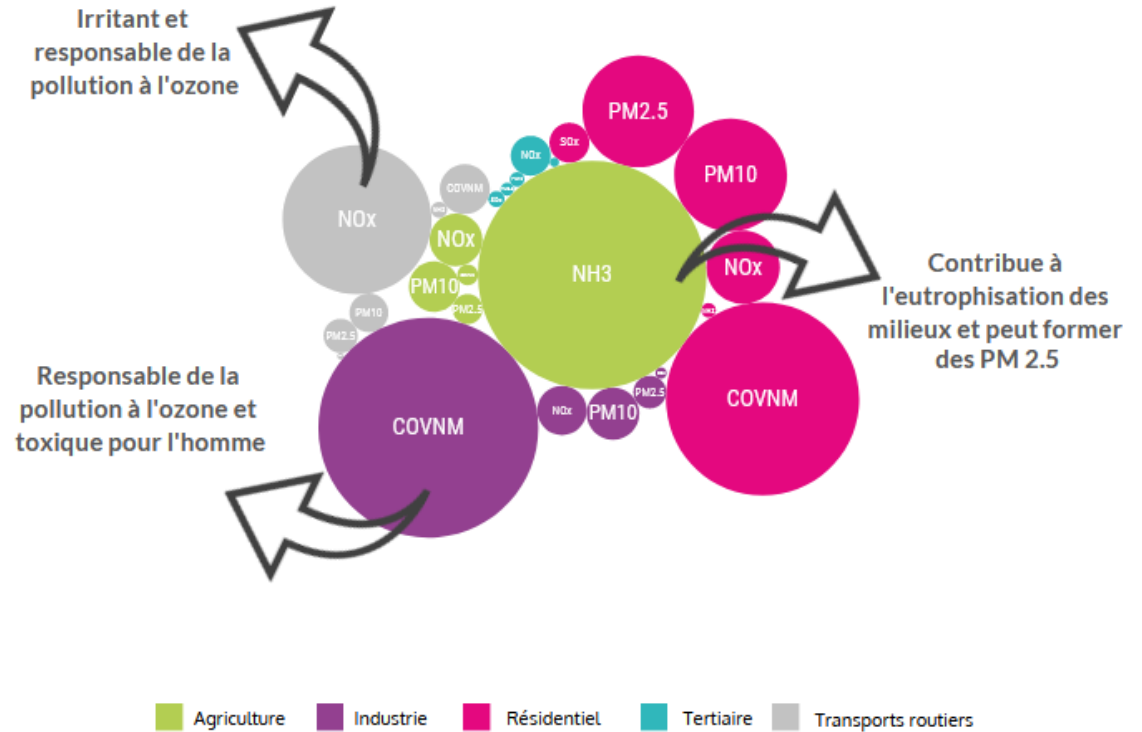 Irritant et
responsable de la
pollution à l'ozone
PM2.5
SOx
NOx
PM10
COVNM
NOx
NOx
NH3
NOx
Contribue à
l'eutrophisation des
milieux et peut former
des PM 2.5
PM10
PM2.5
PM10
PM2.5
Responsable de la
pollution à l'ozone et
toxique pour l'homme
COVNM
NOx
PM10
PM2.5
COVNM
Agriculture
Industrie
Résidentiel
Tertiaire
Transports routiers